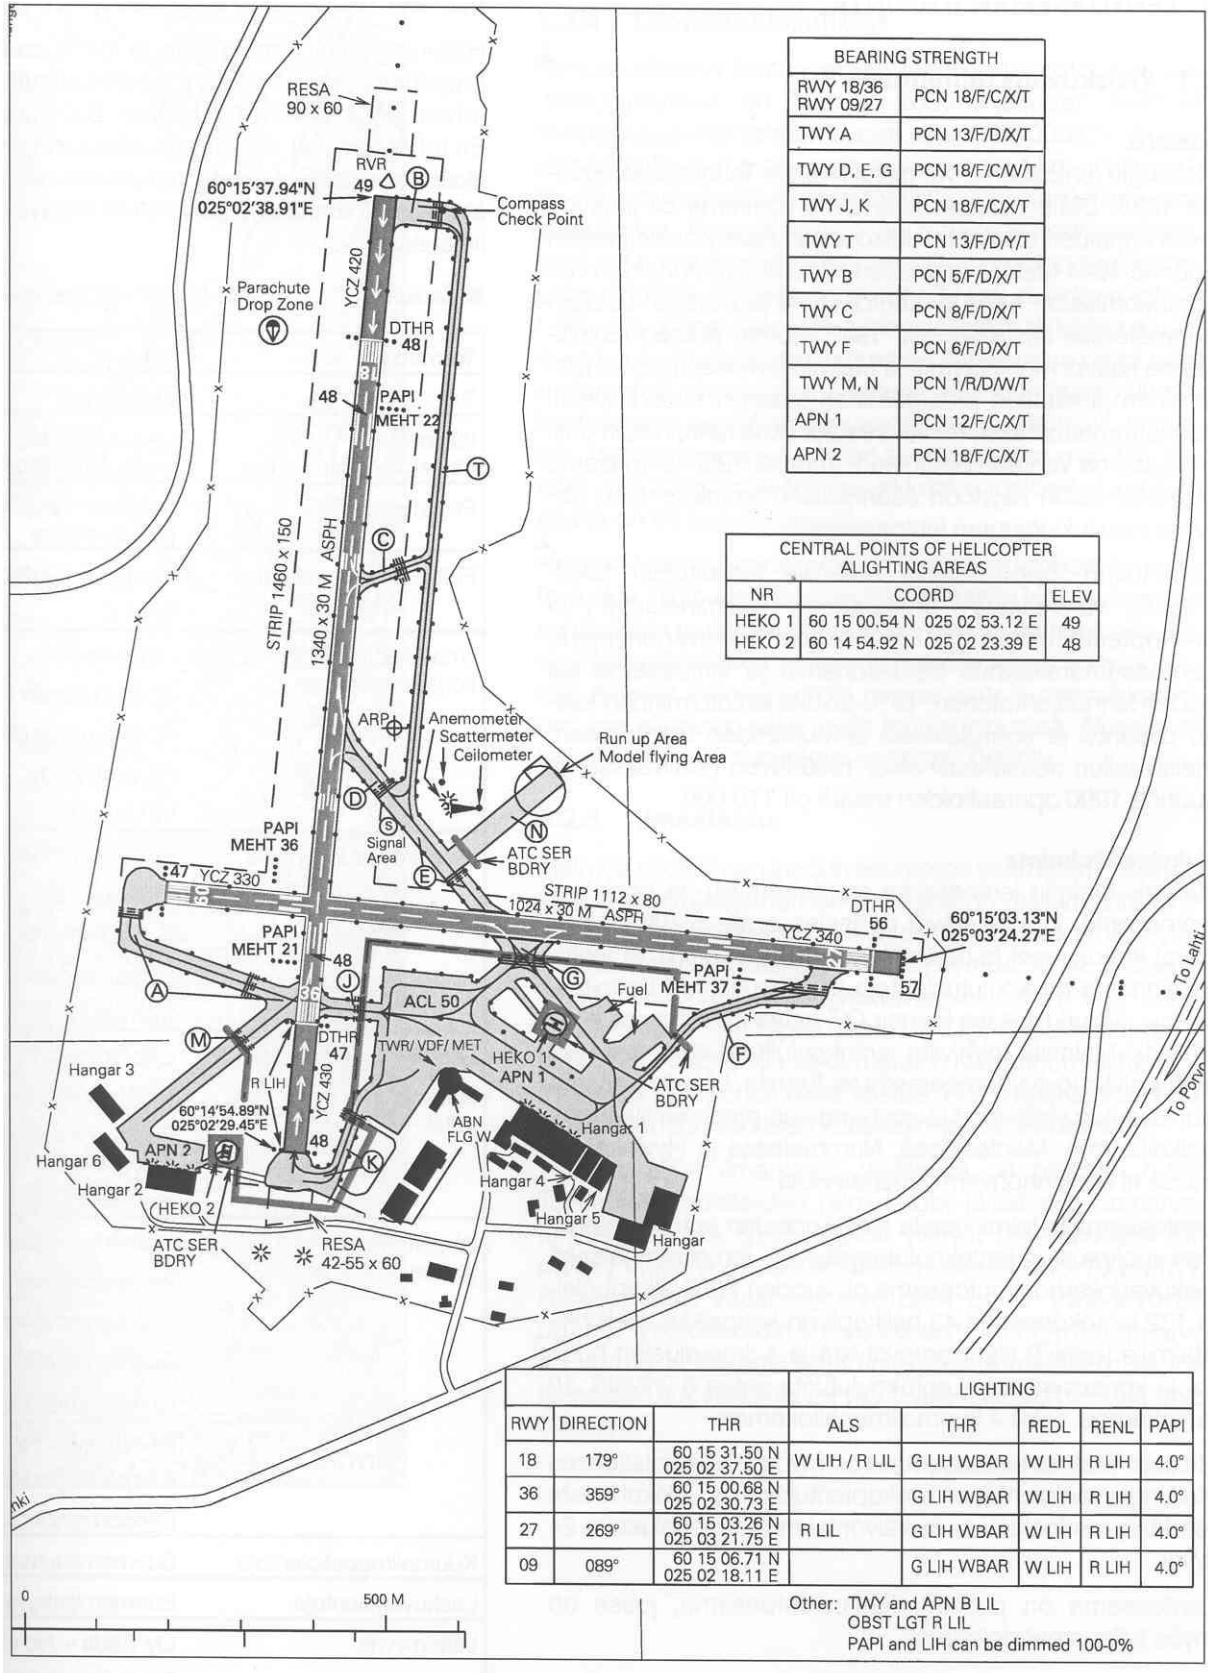 BEARING STRENGTH
RWY 18/36
RWY 09/27
PCN 18/F/C/X/T
TWY A PCN 13/F/D/X/T
TWY D, E, G PCN 18/F/C/W/T
TWY J, K PCN 18/F/C/X/T
TWY T PCN 13/F/D/Y/T
TWY B PCN 5/F/D/X/T
TWY C PCN 8/F/D/X/T
TWY F PCN 6/F/D/X/T
TWY M, N PCN 1/R/D/W/T
APN 1 PCN 12/F/C/X/T
APN 2 PCN 18/F/C/X/T
CENTRAL POINTS OF HELICOPTER
ALIGHTING AREAS
NR COORD ELEV
HEKO 1 60 15 00.54 N 025 02 53.12 E 49
HEKO 2 60 14 54.92 N 025 02 23.39 E 48
RESA
90 x 60
RVR
49
B
60°15'37.94"N
025°02'38.91"E
Compass
Check Point
YCZ 420
Parachute
Drop Zone
DTHR
48
18
48
PAPI
MEHT 22
T
STRIP 1460 x 150
1340 x 30 M ASPH
C
ARP
Anemometer
Scattermeter
Ceilometer
Run up Area
Model flying Area
D
S
Signal
Area
N
PAPI
MEHT 36
ATC SER
BDRY
E
47
YCZ 330
09
STRIP 1112 x 80
1024 x 30 M ASPH
DTHR
56
60°15'03.13"N
025°03'24.27"E
YCZ 340
27
57
To Lahti
To Porvo
PAPI
MEHT 21
48
J
A
36
ACL 50
G
PAPI
MEHT 37
Fuel
F
M
DTHR
47
TWR/ VDF/ MET
H
HEKO 1
APN 1
ATC SER
BDRY
R LIH
YCZ 430
Hangar 3
60°14'54.89"N
025°02'29.45"E
ABN
FLG W
Hangar 1
48
K
APN 2
H
Hangar 6
Hangar 2
HEKO 2
Hangar 4
Hangar 5
Hangar
ATC SER
BDRY
RESA
42-55 x 60
nki
LIGHTING
RWY DIRECTION THR ALS THR REDL RENL PAPI
18 179° 60 15 31.50 N
025 02 37.50 E W LIH / R LIL G LIH WBAR W LIH R LIH 4.0°
36 359° 60 15 00.68 N
025 02 30.73 E G LIH WBAR W LIH R LIH 4.0°
27 269° 60 15 03.26 N
025 03 21.75 E R LIL G LIH WBAR W LIH R LIH 4.0°
09 089° 60 15 06.71 N
025 02 18.11 E G LIH WBAR W LIH R LIH 4.0°
0 500 M
Other: TWY and APN B LIL
OBST LGT R LIL
PAPI and LIH can be dimmed 100-0%